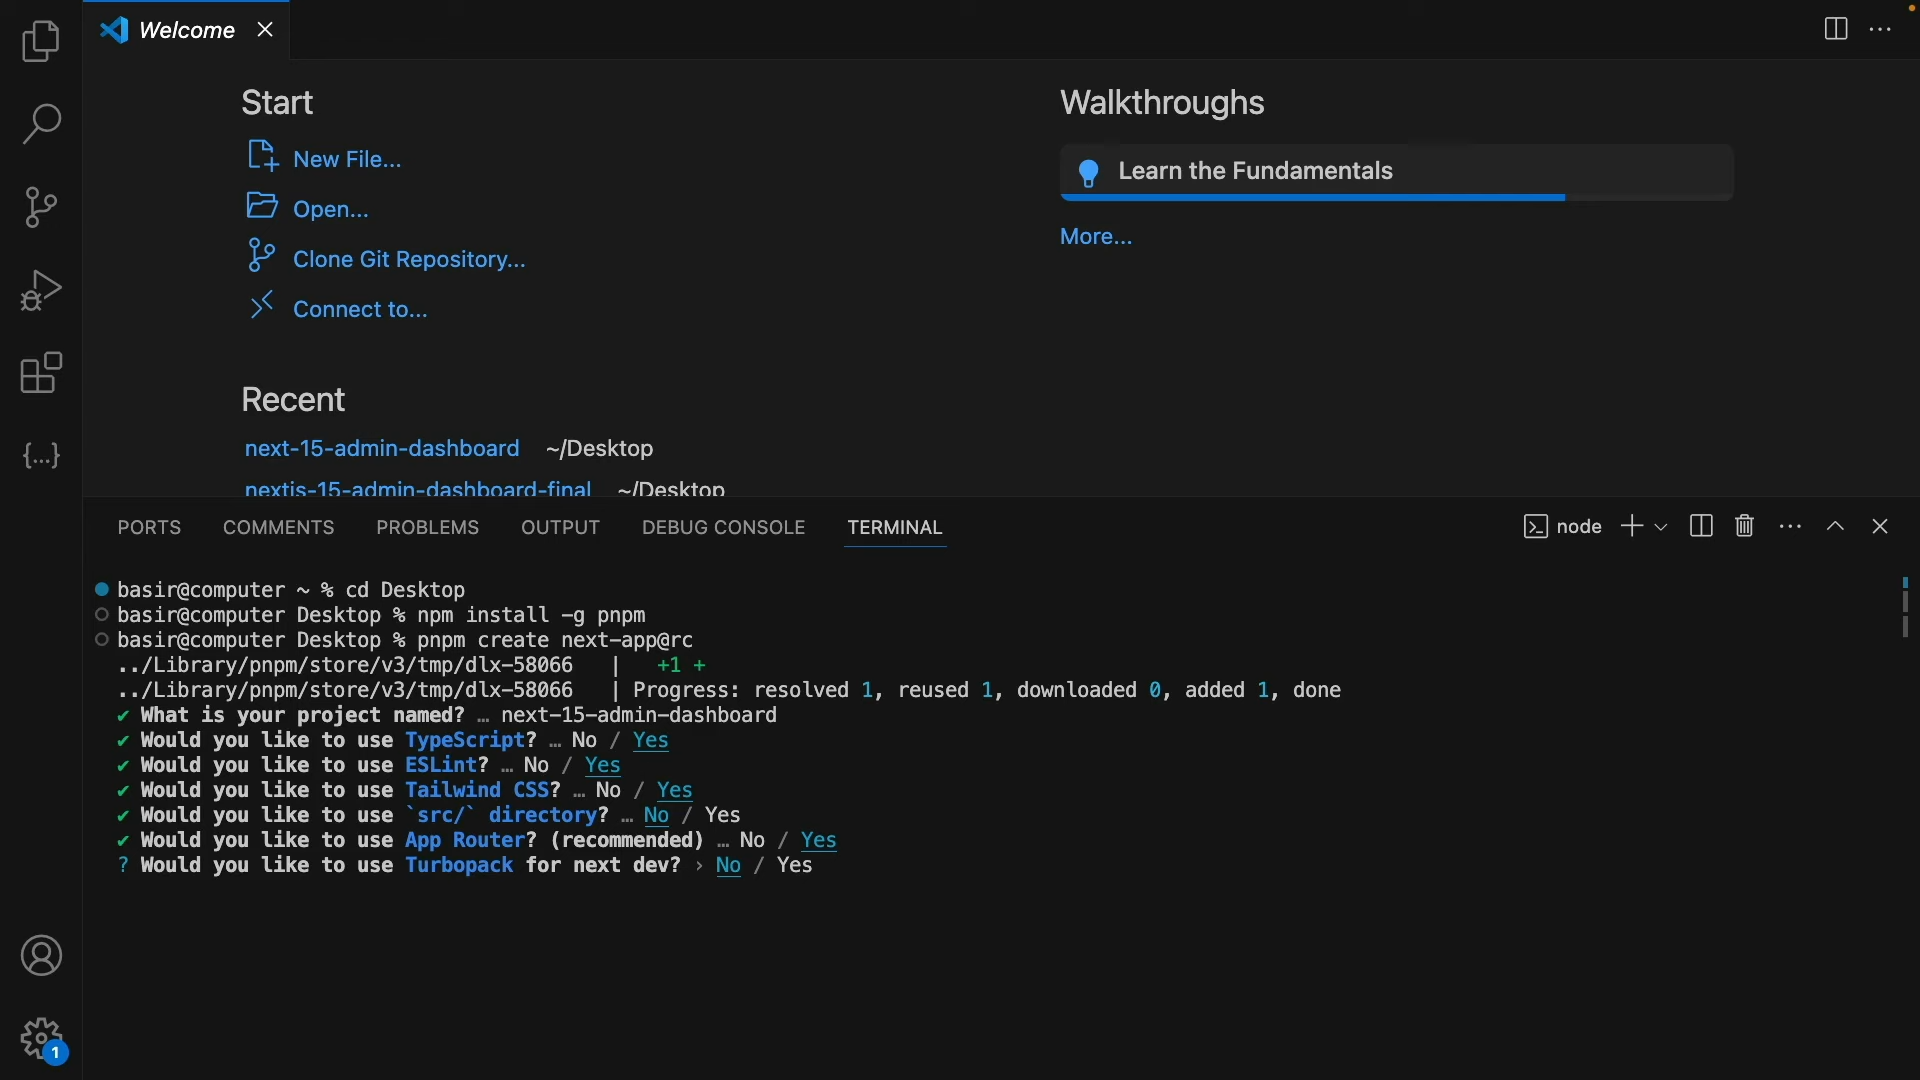 Welcome
Start
New File...
Open...
Clone Git Repository...
Connect to...
Recent
next-15-admin-dashboard ~/Desktop
nextjs-15-admin-dashboard-final ~/Desktop
Walkthroughs
Learn the Fundamentals
More...
PORTS COMMENTS PROBLEMS OUTPUT DEBUG CONSOLE TERMINAL
node
basir@computer ~ % cd Desktop
basir@computer Desktop % npm install -g pnpm
basir@computer Desktop % pnpm create next-app@rc
../Library/pnpm/store/v3/tmp/dlx-58066 | +1 +
../Library/pnpm/store/v3/tmp/dlx-58066 | Progress: resolved 1, reused 1, downloaded 0, added 1, done
✔ What is your project named? … next-15-admin-dashboard
✔ Would you like to use TypeScript? … No / Yes
✔ Would you like to use ESLint? … No / Yes
✔ Would you like to use Tailwind CSS? … No / Yes
✔ Would you like to use `src/` directory? … No / Yes
✔ Would you like to use App Router? (recommended) … No / Yes
? Would you like to use Turbopack for next dev? › No / Yes
1